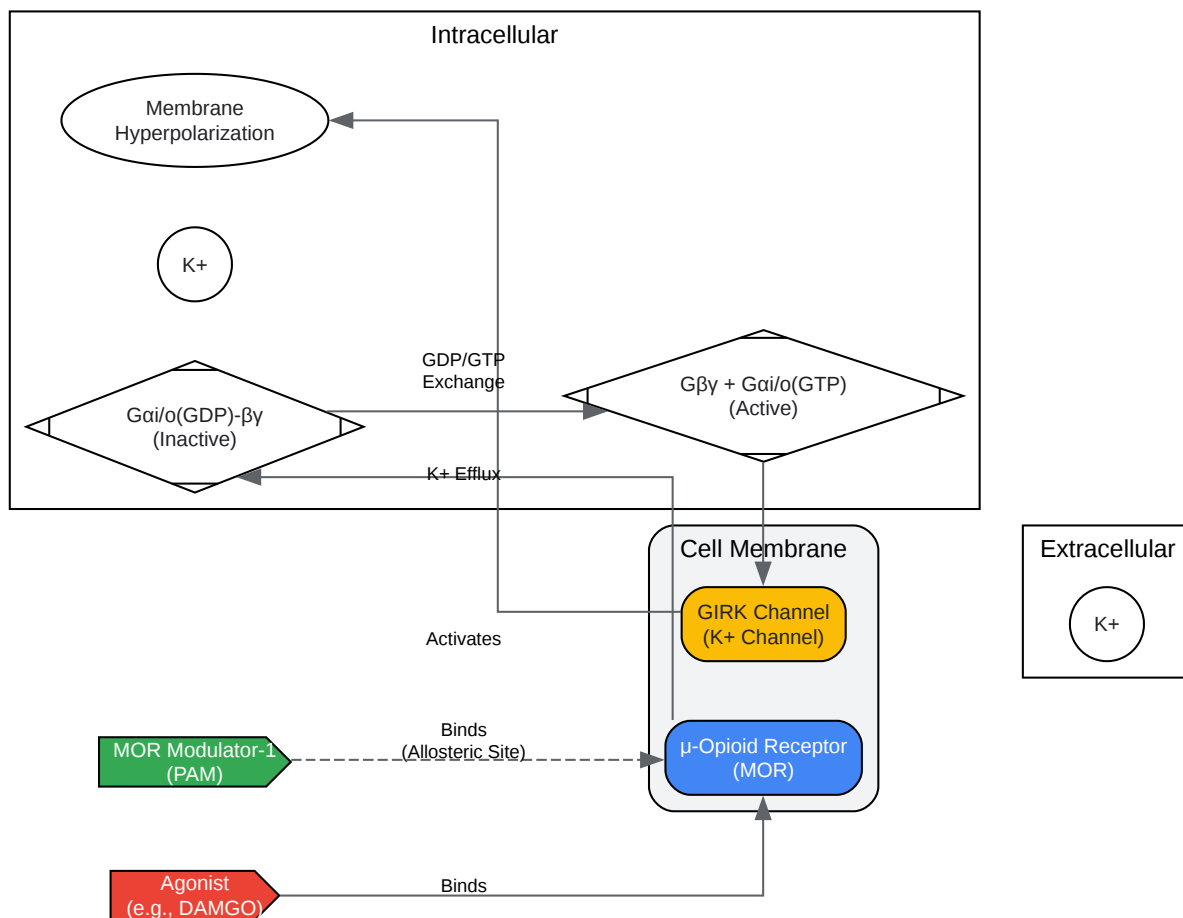 Intracellular
Membrane
Hyperpolarization
K+
GDP/GTP
Exchange
Gαi/o(GDP)-βγ
(Inactive)
Gβγ + Gαi/o(GTP)
(Active)
K+ Efflux
Cell Membrane
GIRK Channel
(K+ Channel)
Extracellular
K+
Activates
Binds
(Allosteric Site)
MOR Modulator-1
(PAM)
μ-Opioid Receptor
(MOR)
Agonist
(e.g., DAMGO)
Binds